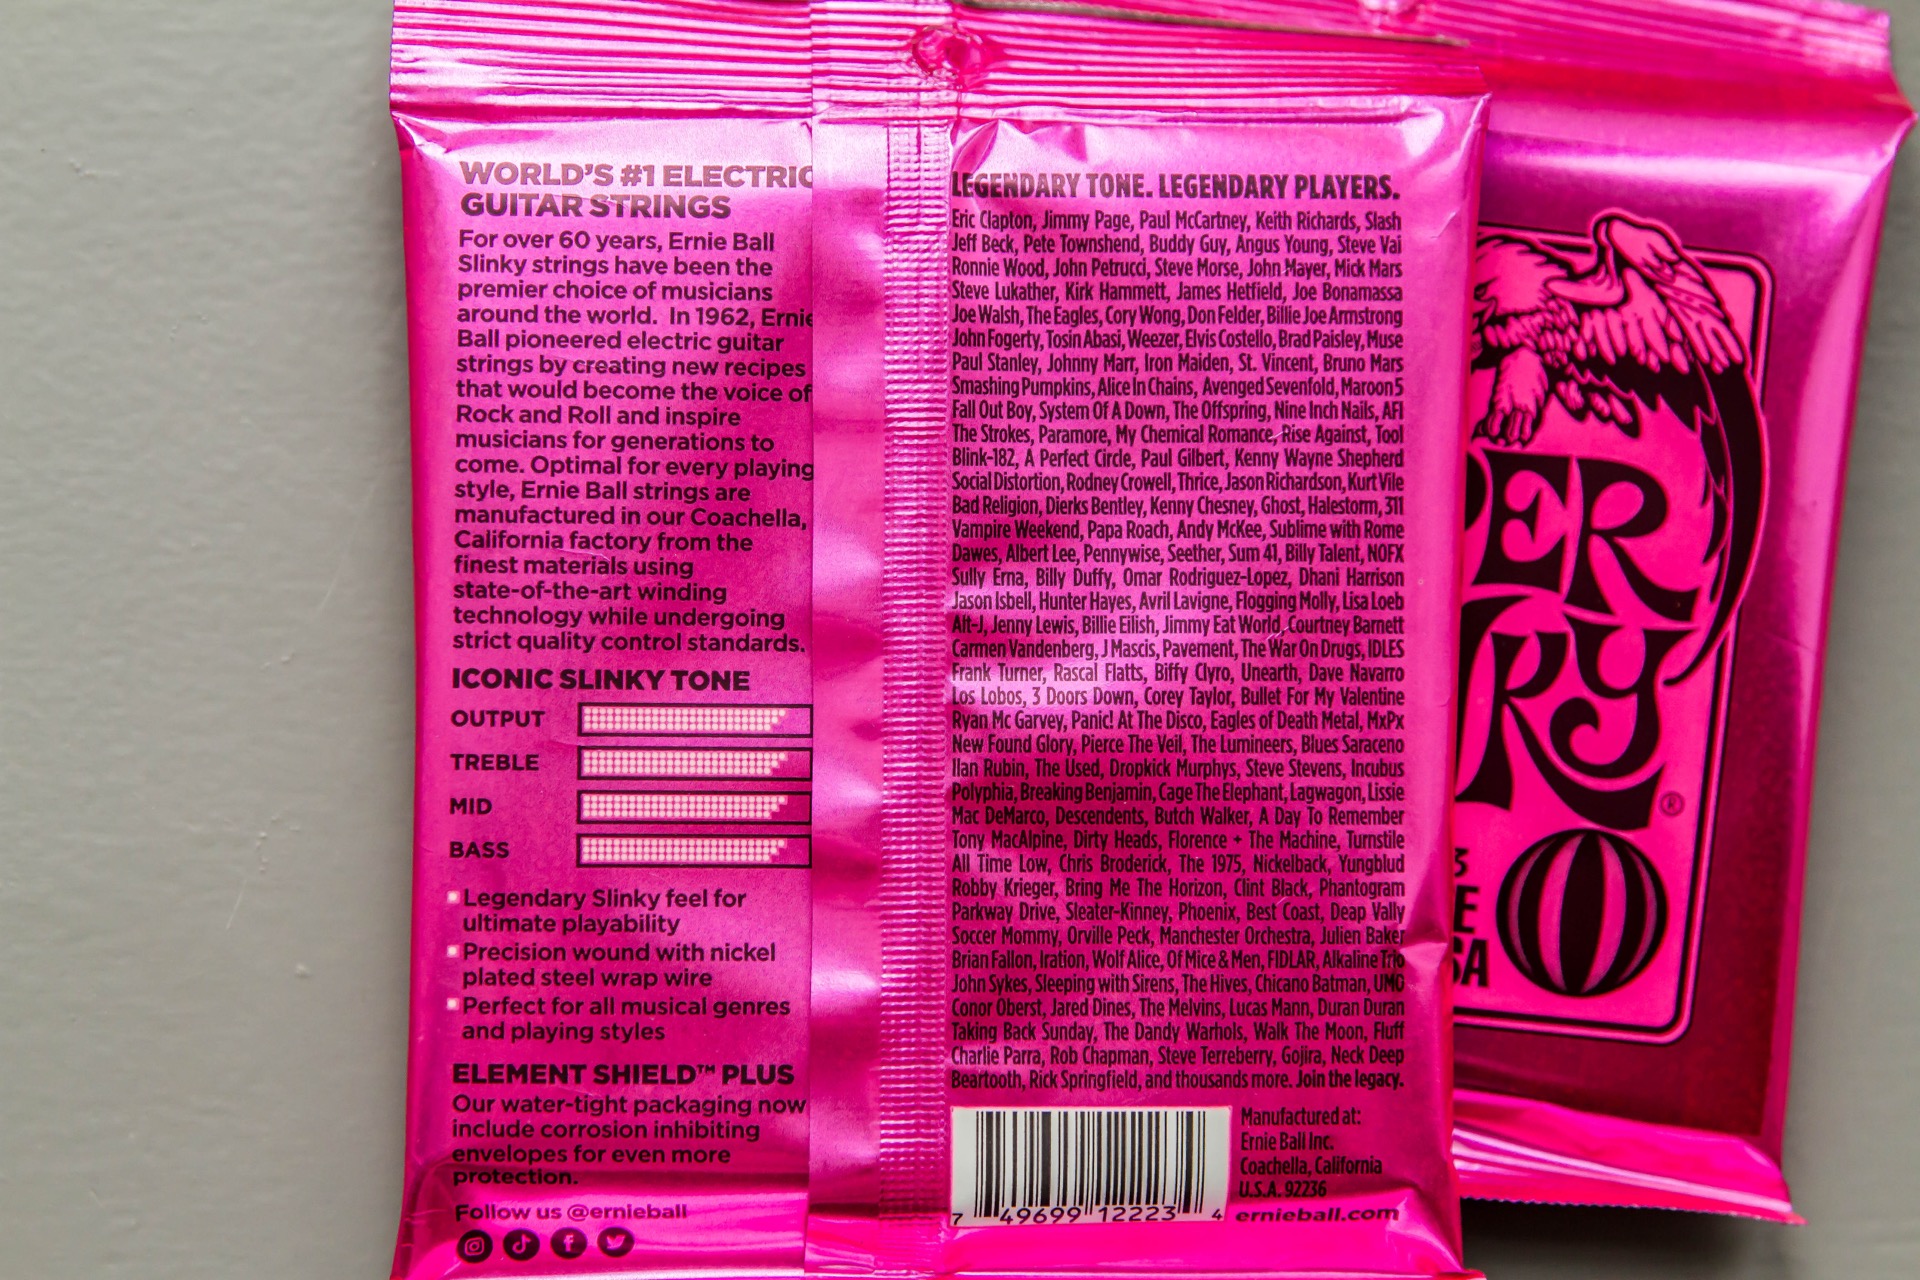 WORLD'S #1 ELECTRIC
GUITAR STRINGS
For over 60 years, Ernie Ball
Slinky strings have been the
premier choice of musicians
around the world. In 1962, Ernie
Ball pioneered electric guitar
strings by creating new recipes
that would become the voice of
Rock and Roll and inspire
musicians for generations to
come. Optimal for every playing
style, Ernie Ball strings are
manufactured in our Coachella,
California factory from the
finest materials using
state-of-the-art winding
technology while undergoing
strict quality control standards.
ICONIC SLINKY TONE
OUTPUT
TREBLE
MID
BASS
Legendary Slinky feel for
ultimate playability
Precision wound with nickel
plated steel wrap wire
Perfect for all musical genres
and playing styles
ELEMENT SHIELD™ PLUS
Our water-tight packaging now
include corrosion inhibiting
envelopes for even more
protection.
Follow us @ernieball
LEGENDARY TONE. LEGENDARY PLAYERS.
Eric Clapton, Jimmy Page, Paul McCartney, Keith Richards, Slash
Jeff Beck, Pete Townshend, Buddy Guy, Angus Young, Steve Vai
Ronnie Wood, John Petrucci, Steve Morse, John Mayer, Mick Mars
Steve Lukather, Kirk Hammett, James Hetfield, Joe Bonamassa
Joe Walsh, The Eagles, Cory Wong, Don Felder, Billie Joe Armstrong
John Fogerty, Tosin Abasi, Weezer, Elvis Costello, Brad Paisley, Muse
Paul Stanley, Johnny Marr, Iron Maiden, St. Vincent, Bruno Mars
Smashing Pumpkins, Alice In Chains, Avenged Sevenfold, Maroon 5
Fall Out Boy, System Of A Down, The Offspring, Nine Inch Nails, AFI
The Strokes, Paramore, My Chemical Romance, Rise Against, Tool
Blink-182, A Perfect Circle, Paul Gilbert, Kenny Wayne Shepherd
Social Distortion, Rodney Crowell, Thrice, Jason Richardson, Kurt Vile
Bad Religion, Dierks Bentley, Kenny Chesney, Ghost, Halestorm, 311
Vampire Weekend, Papa Roach, Andy McKee, Sublime with Rome
Dawes, Albert Lee, Pennywise, Seether, Sum 41, Billy Talent, NOFX
Sully Erna, Billy Duffy, Omar Rodriguez-Lopez, Dhani Harrison
Jason Isbell, Hunter Hayes, Avril Lavigne, Flogging Molly, Lisa Loeb
Alt-J, Jenny Lewis, Billie Eilish, Jimmy Eat World, Courtney Barnett
Carmen Vandenberg, J Mascis, Pavement, The War On Drugs, IDLES
Frank Turner, Rascal Flatts, Biffy Clyro, Unearth, Dave Navarro
Los Lobos, 3 Doors Down, Corey Taylor, Bullet For My Valentine
Ryan Mc Garvey, Panic! At The Disco, Eagles of Death Metal, MxPx
New Found Glory, Pierce The Veil, The Lumineers, Blues Saraceno
Ilan Rubin, The Used, Dropkick Murphys, Steve Stevens, Incubus
Polyphia, Breaking Benjamin, Cage The Elephant, Lagwagon, Lissie
Mac DeMarco, Descendents, Butch Walker, A Day To Remember
Tony MacAlpine, Dirty Heads, Florence + The Machine, Turnstile
All Time Low, Chris Broderick, The 1975, Nickelback, Yungblud
Robby Krieger, Bring Me The Horizon, Clint Black, Phantogram
Parkway Drive, Sleater-Kinney, Phoenix, Best Coast, Deap Vally
Soccer Mommy, Orville Peck, Manchester Orchestra, Julien Baker
Brian Fallon, Iration, Wolf Alice, Of Mice & Men, FIDLAR, Alkaline Trio
John Sykes, Sleeping with Sirens, The Hives, Chicano Batman, UMO
Conor Oberst, Jared Dines, The Melvins, Lucas Mann, Duran Duran
Taking Back Sunday, The Dandy Warhols, Walk The Moon, Fluff
Charlie Parra, Rob Chapman, Steve Terreberry, Gojira, Neck Deep
Beartooth, Rick Springfield, and thousands more. Join the legacy.
7 49699 12223 4
Manufactured at:
Ernie Ball Inc.
Coachella, California
U.S.A. 92236
ernieball.com
PER
KY®
3
E
SA